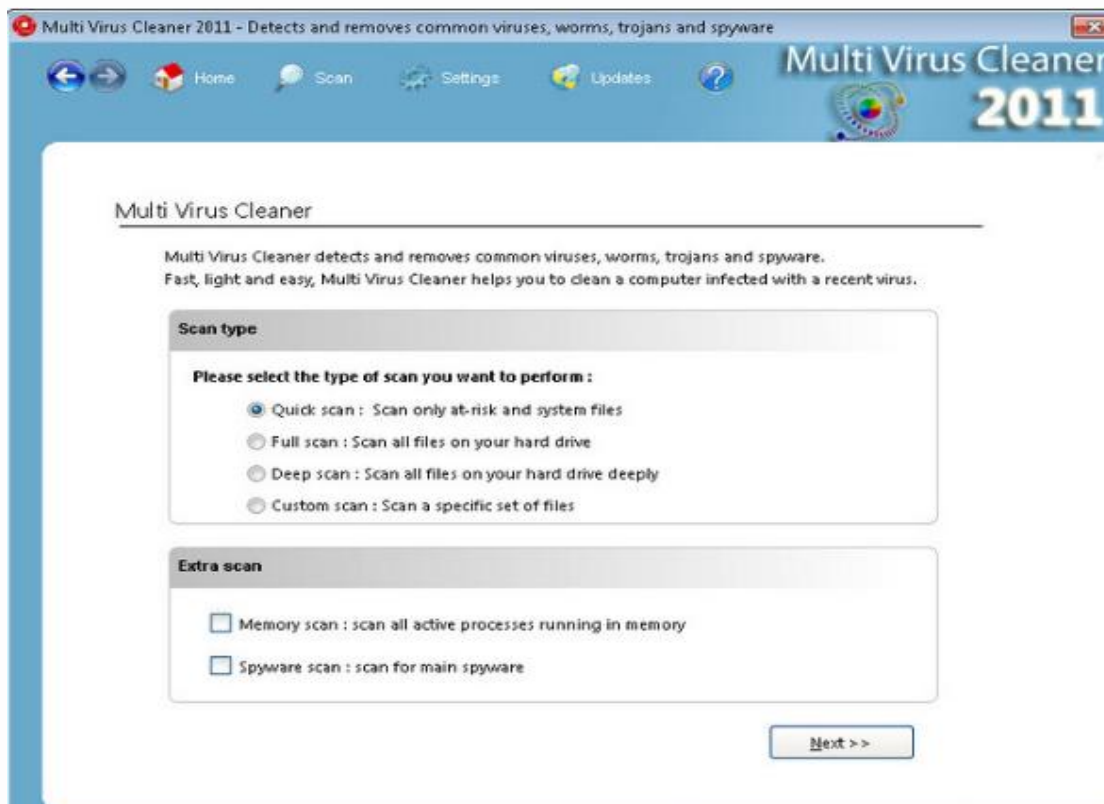 Multi Virus Cleaner 2011 - Detects and removes common viruses, worms, trojans and spyware
Home
Scan
Settings
Updates
?
Multi Virus Cleaner
2011
Multi Virus Cleaner
Multi Virus Cleaner detects and removes common viruses, worms, trojans and spyware.
Fast, light and easy, Multi Virus Cleaner helps you to clean a computer infected with a recent virus.
Scan type
Please select the type of scan you want to perform :
Quick scan : Scan only at-risk and system files
Full scan : Scan all files on your hard drive
Deep scan : Scan all files on your hard drive deeply
Custom scan : Scan a specific set of files
Extra scan
Memory scan : scan all active processes running in memory
Spyware scan : scan for main spyware
Next >>